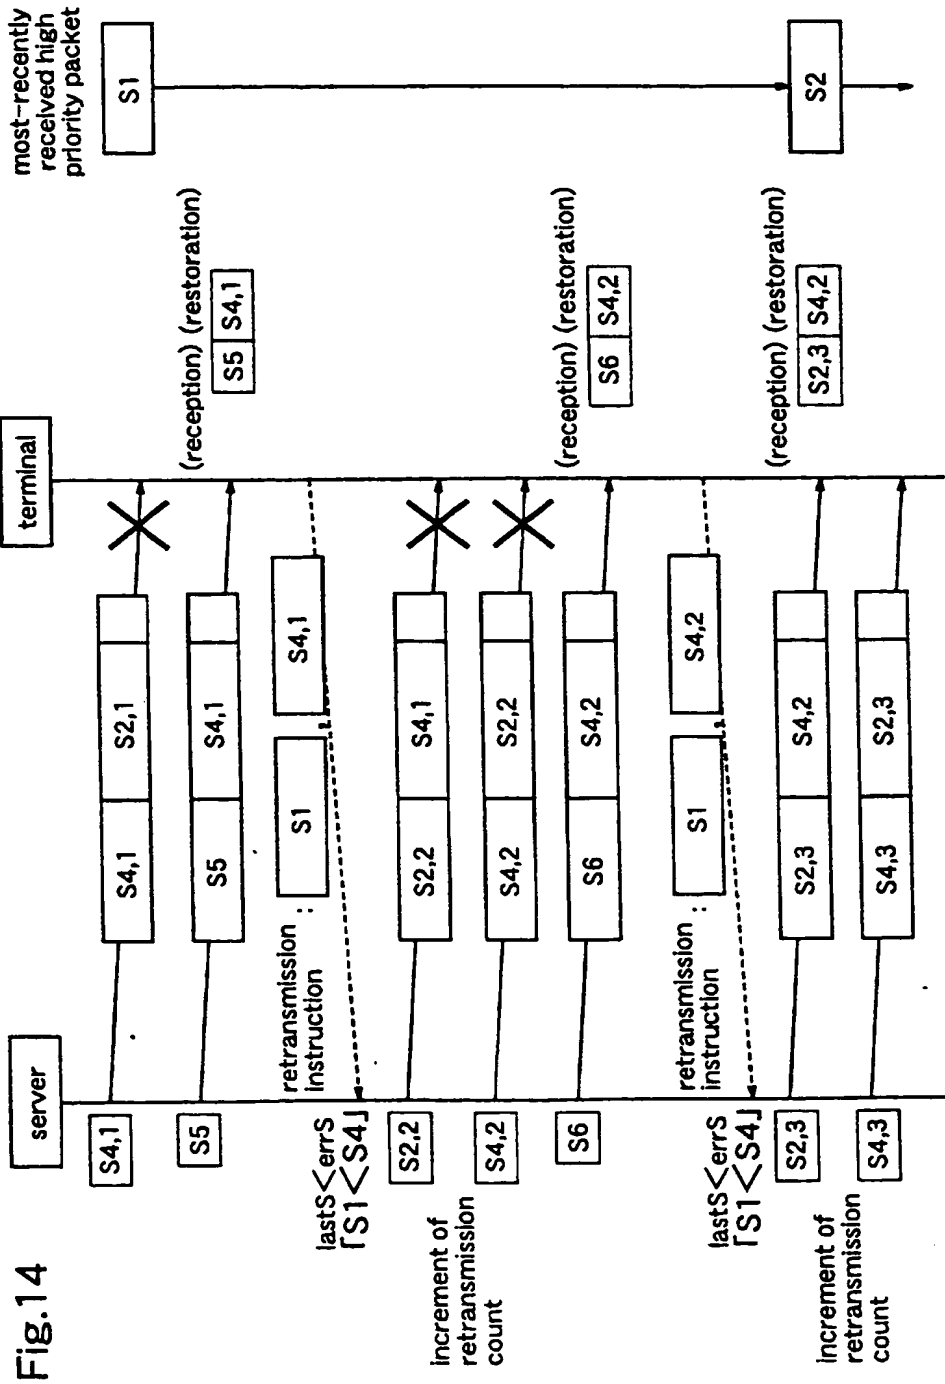 Fig.14
server
terminal
most-recently
received high
priority packet
S4,1
S4,1
S2,1
S1
S5
S5
S4,1
(reception) (restoration)
S5
S4,1
retransmission
instruction
:
S1
,
S4,1
lastS<errS
「S1<S4」
increment of
retransmission
count
S2,2
S2,2
S4,1
S4,2
S4,2
S2,2
S6
S6
S4,2
(reception) (restoration)
S6
S4,2
retransmission
instruction
:
S1
,
S4,2
lastS<errS
「S1<S4」
increment of
retransmission
count
S2,3
S2,3
S4,2
(reception) (restoration)
S2,3
S4,2
S2
S4,3
S4,3
S2,3